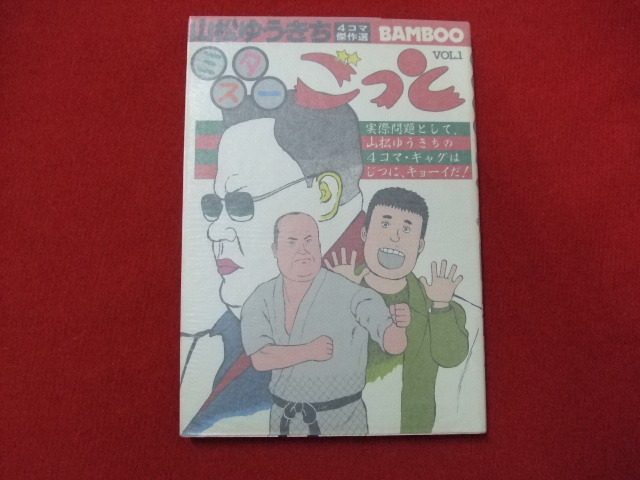 山松ゆうきち
4コマ
傑作選
BAMBOO
VOL.1
ミスター
ごっと
実際問題として、
山松ゆうきちの
4コマ・ギャグは
じつに、キョーイだ!